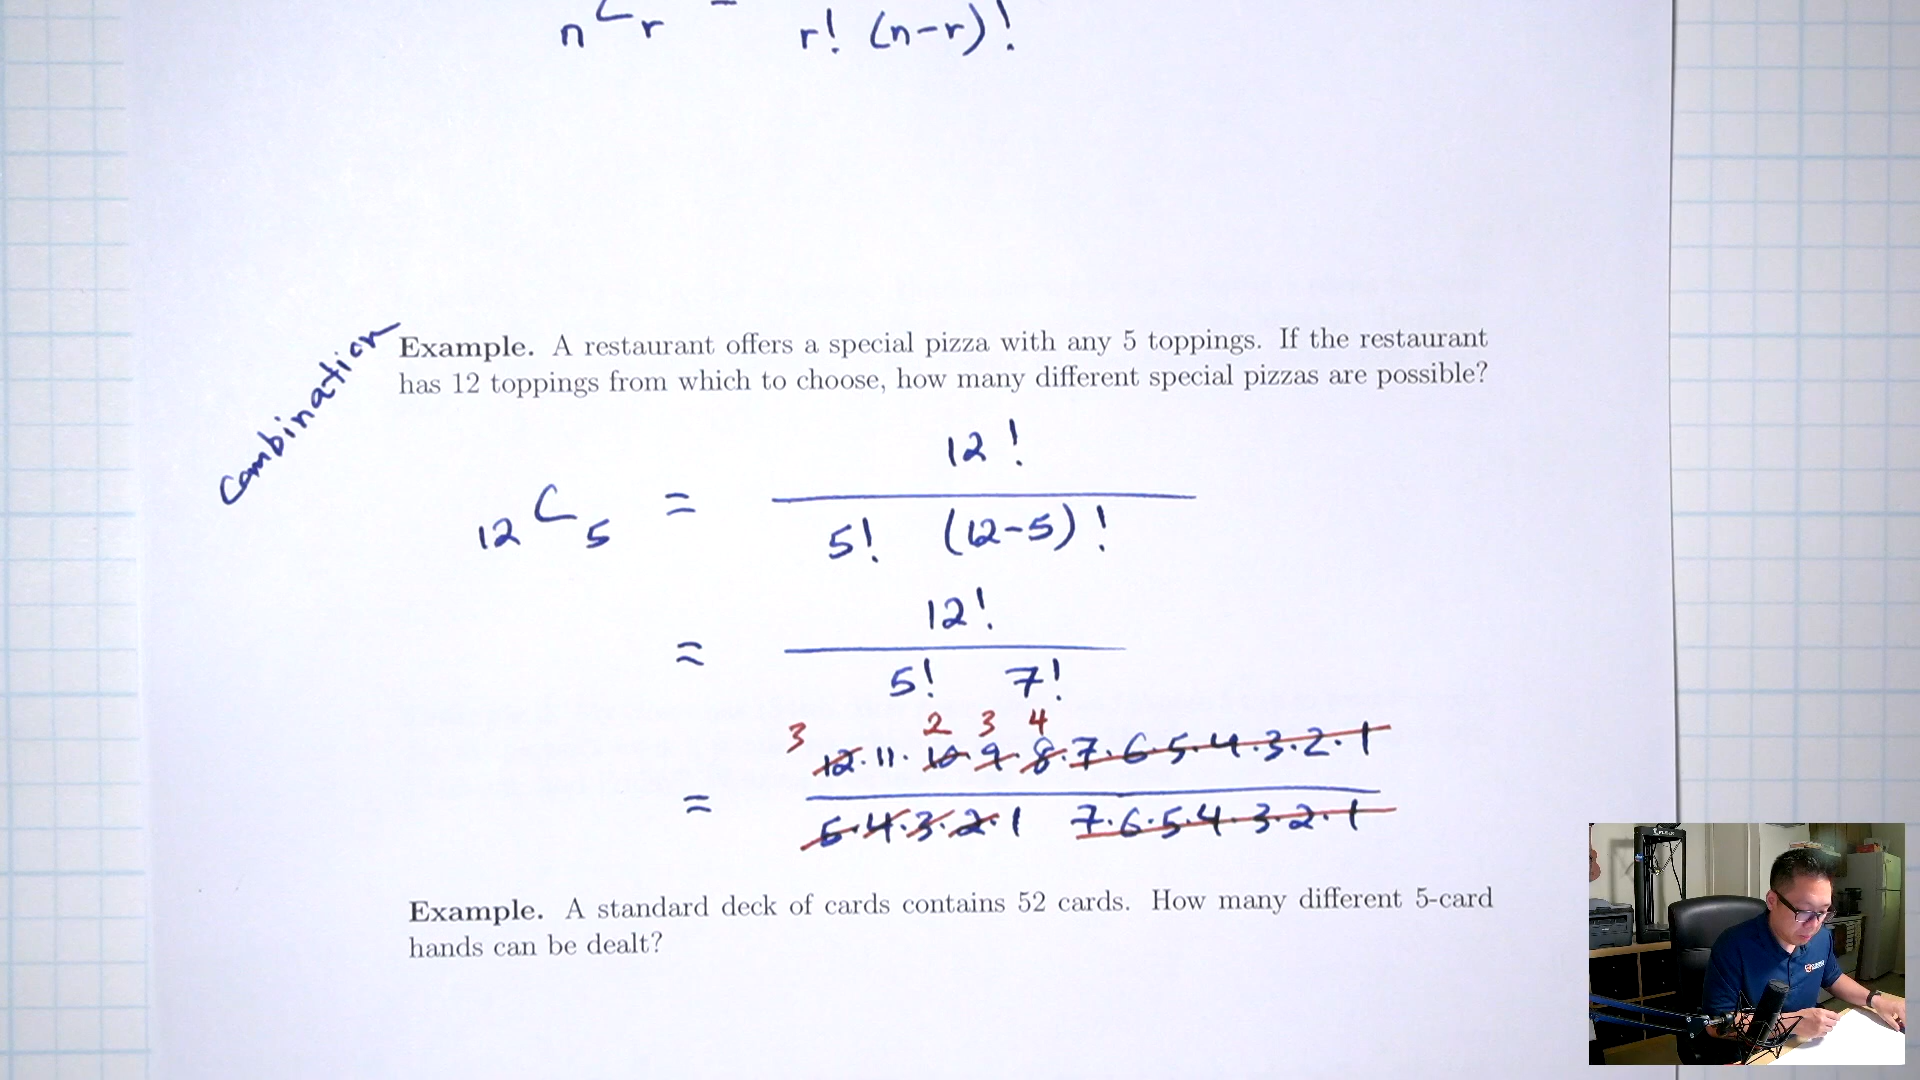 n C r = r! (n-r)!
combination
Example. A restaurant offers a special pizza with any 5 toppings. If the restaurant
has 12 toppings from which to choose, how many different special pizzas are possible?
12 !
12 C 5 =
5! (12-5)!
12!
=
5! 7!
3 2 3 4
12·11·10·9·8·7·6·5·4·3·2·1
=
5·4·3·2·1 7·6·5·4·3·2·1
Example. A standard deck of cards contains 52 cards. How many different 5-card
hands can be dealt?